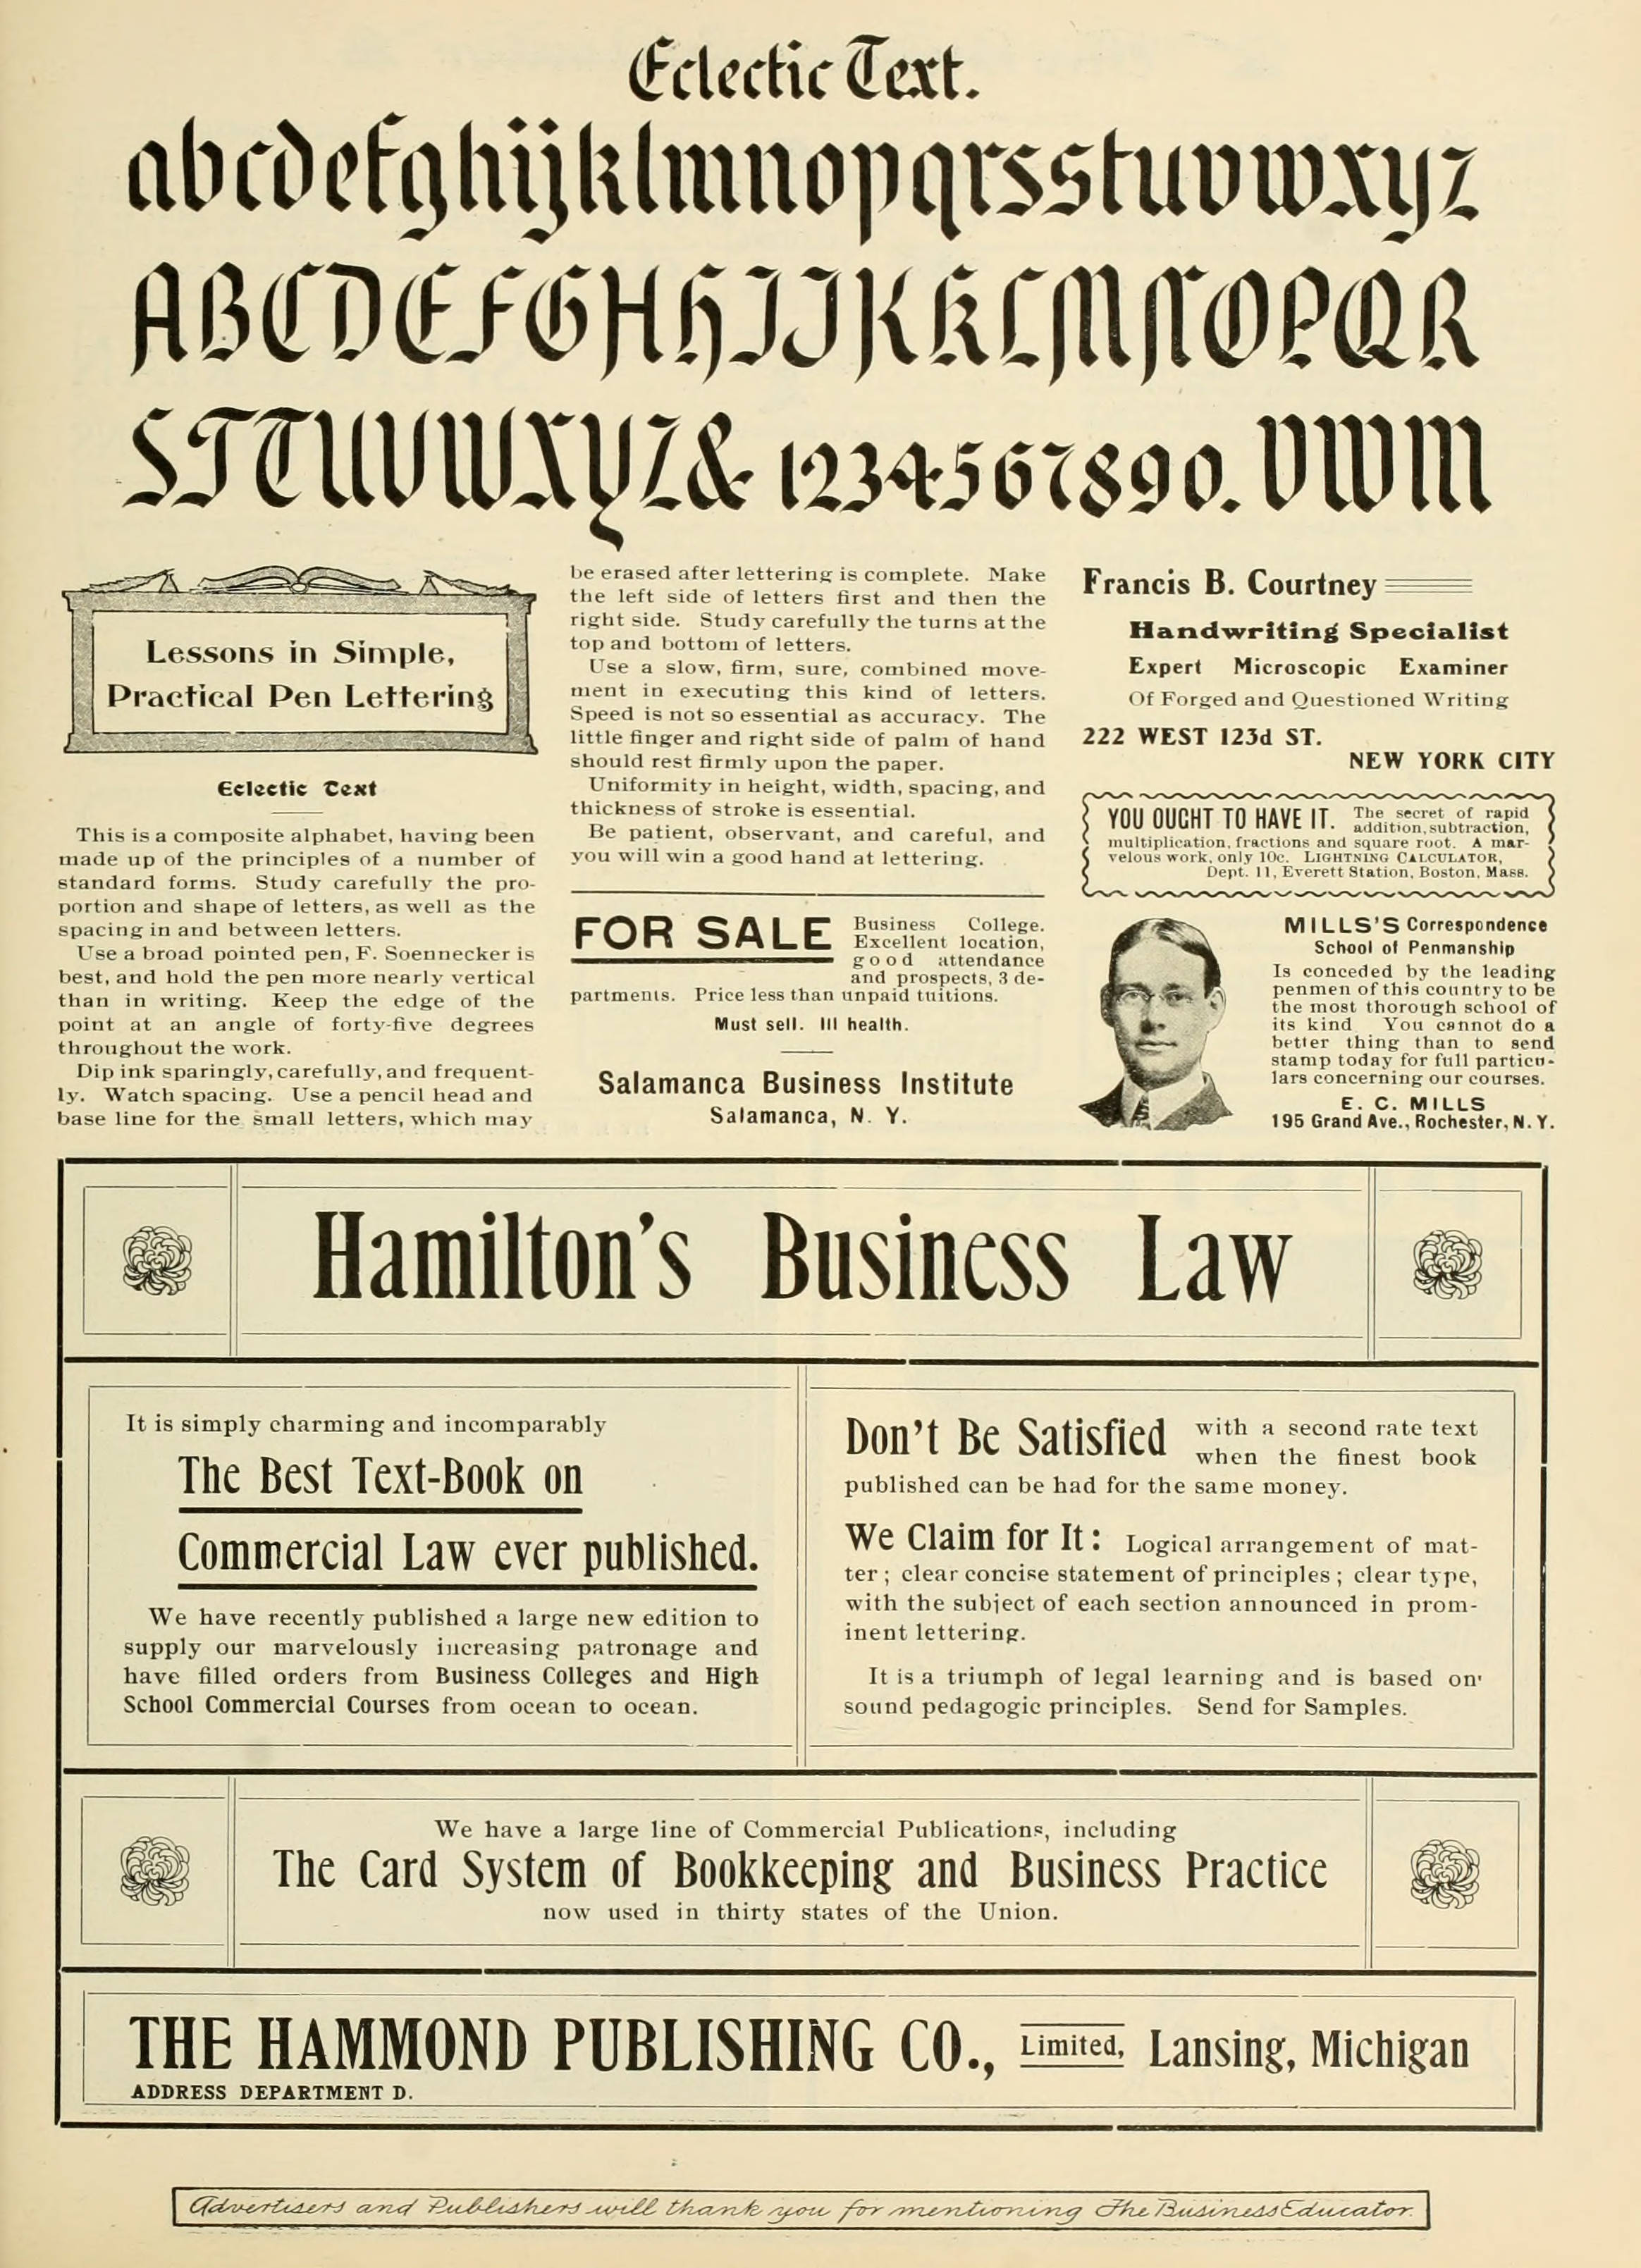 Eclectic Text.
abcdefghijklmnopqrsstuvwxyz
ABCDEFGHHIJKKLMNOPQR
STTUVWXYZ& 1234567890. VWM
Lessons in Simple,
Practical Pen Lettering
Eclectic Text
This is a composite alphabet, having been
made up of the principles of a number of
standard forms. Study carefully the pro-
portion and shape of letters, as well as the
spacing in and between letters.
Use a broad pointed pen, F. Soennecker is
best, and hold the pen more nearly vertical
than in writing. Keep the edge of the
point at an angle of forty-five degrees
throughout the work.
Dip ink sparingly, carefully, and frequent-
ly. Watch spacing. Use a pencil head and
base line for the small letters, which may
be erased after lettering is complete. Make
the left side of letters first and then the
right side. Study carefully the turns at the
top and bottom of letters.
Use a slow, firm, sure, combined move-
ment in executing this kind of letters.
Speed is not so essential as accuracy. The
little finger and right side of palm of hand
should rest firmly upon the paper.
Uniformity in height, width, spacing, and
thickness of stroke is essential.
Be patient, observant, and careful, and
you will win a good hand at lettering.
FOR SALE Business College.
Excellent location,
good attendance
and prospects, 3 de-
partments. Price less than unpaid tuitions.
Must sell. Ill health.
Salamanca Business Institute
Salamanca, N. Y.
Francis B. Courtney
Handwriting Specialist
Expert Microscopic Examiner
Of Forged and Questioned Writing
222 WEST 123d ST.
NEW YORK CITY
YOU OUGHT TO HAVE IT. The secret of rapid
addition, subtraction,
multiplication, fractions and square root. A mar-
velous work, only 10c. LIGHTNING CALCULATOR,
Dept. 11, Everett Station, Boston, Mass.
MILLS'S Correspondence
School of Penmanship
Is conceded by the leading
penmen of this country to be
the most thorough school of
its kind You cannot do a
better thing than to send
stamp today for full particu-
lars concerning our courses.
E. C. MILLS
195 Grand Ave., Rochester, N. Y.
Hamilton's Business Law
It is simply charming and incomparably
The Best Text-Book on
Commercial Law ever published.
We have recently published a large new edition to
supply our marvelously increasing patronage and
have filled orders from Business Colleges and High
School Commercial Courses from ocean to ocean.
Don't Be Satisfied with a second rate text
when the finest book
published can be had for the same money.
We Claim for It: Logical arrangement of mat-
ter; clear concise statement of principles; clear type,
with the subject of each section announced in prom-
inent lettering.
It is a triumph of legal learning and is based on
sound pedagogic principles. Send for Samples.
We have a large line of Commercial Publications, including
The Card System of Bookkeeping and Business Practice
now used in thirty states of the Union.
THE HAMMOND PUBLISHING CO., Limited, Lansing, Michigan
ADDRESS DEPARTMENT D.
Advertisers and Publishers will thank you for mentioning The Business Educator.